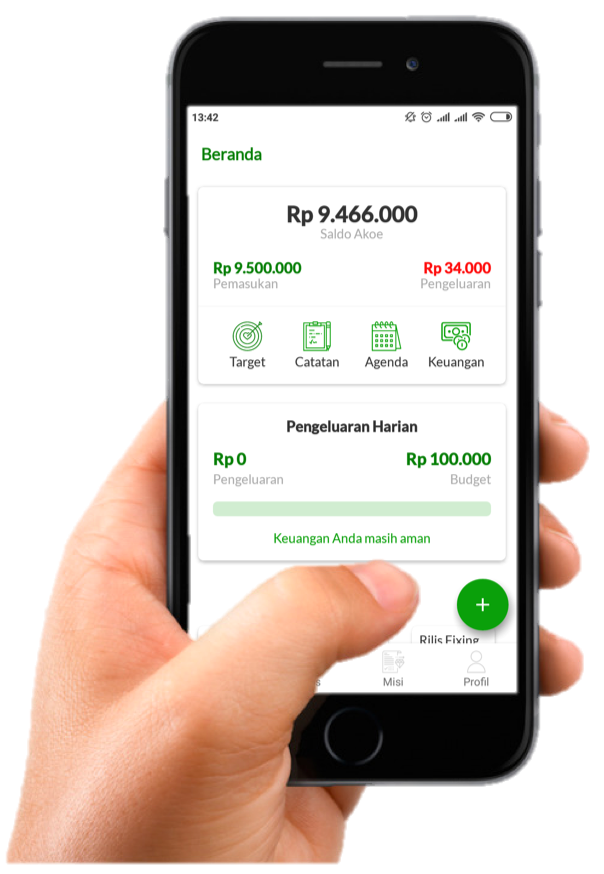 13:42
Beranda
Rp 9.466.000
Saldo Akoe
Rp 9.500.000 Rp 34.000
Pemasukan Pengeluaran
Target Catatan Agenda Keuangan
Pengeluaran Harian
Rp 0 Rp 100.000
Pengeluaran Budget
Keuangan Anda masih aman
+
Rilis Fixing
Misi Profil